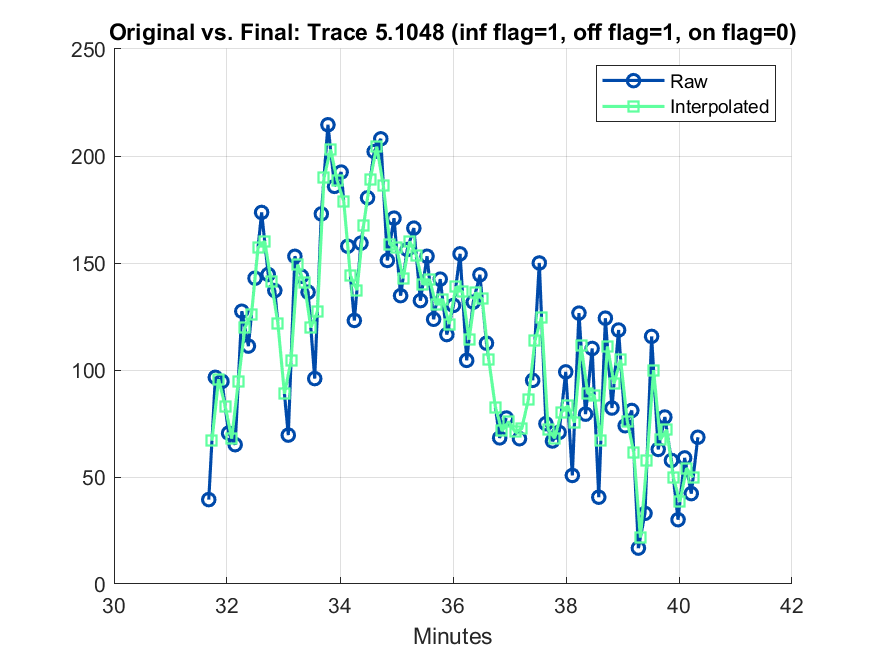 Original vs. Final: Trace 5.1048 (inf flag=1, off flag=1, on flag=0)
250
200
150
100
50
0
Raw
Interpolated
30 32 34 36 38 40 42
Minutes